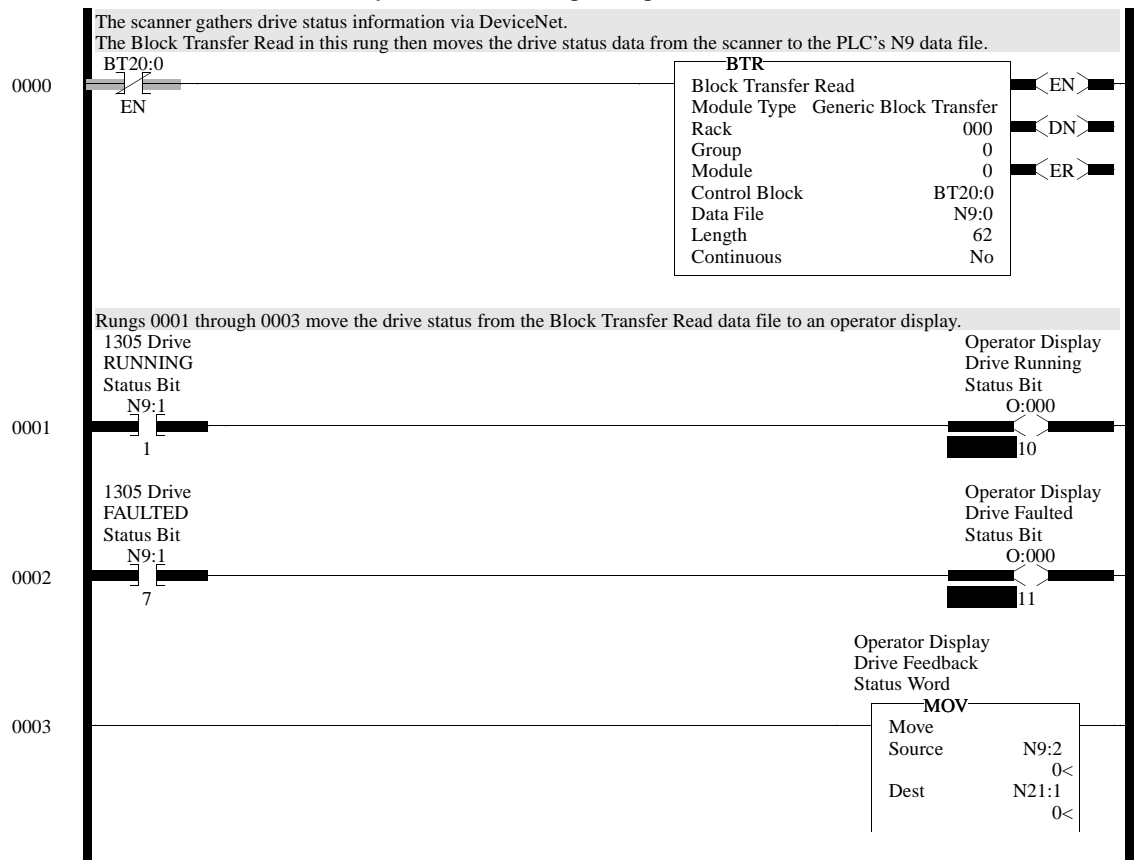 The scanner gathers drive status information via DeviceNet.
The Block Transfer Read in this rung then moves the drive status data from the scanner to the PLC's N9 data file.
0000
BT20:0
EN
BTR
Block Transfer Read
Module Type Generic Block Transfer
Rack 000
Group 0
Module 0
Control Block BT20:0
Data File N9:0
Length 62
Continuous No
EN
DN
ER
Rungs 0001 through 0003 move the drive status from the Block Transfer Read data file to an operator display.
0001
1305 Drive
RUNNING
Status Bit
N9:1
1
Operator Display
Drive Running
Status Bit
O:000
10
0002
1305 Drive
FAULTED
Status Bit
N9:1
7
Operator Display
Drive Faulted
Status Bit
O:000
11
0003
Operator Display
Drive Feedback
Status Word
MOV
Move
Source N9:2
0<
Dest N21:1
0<